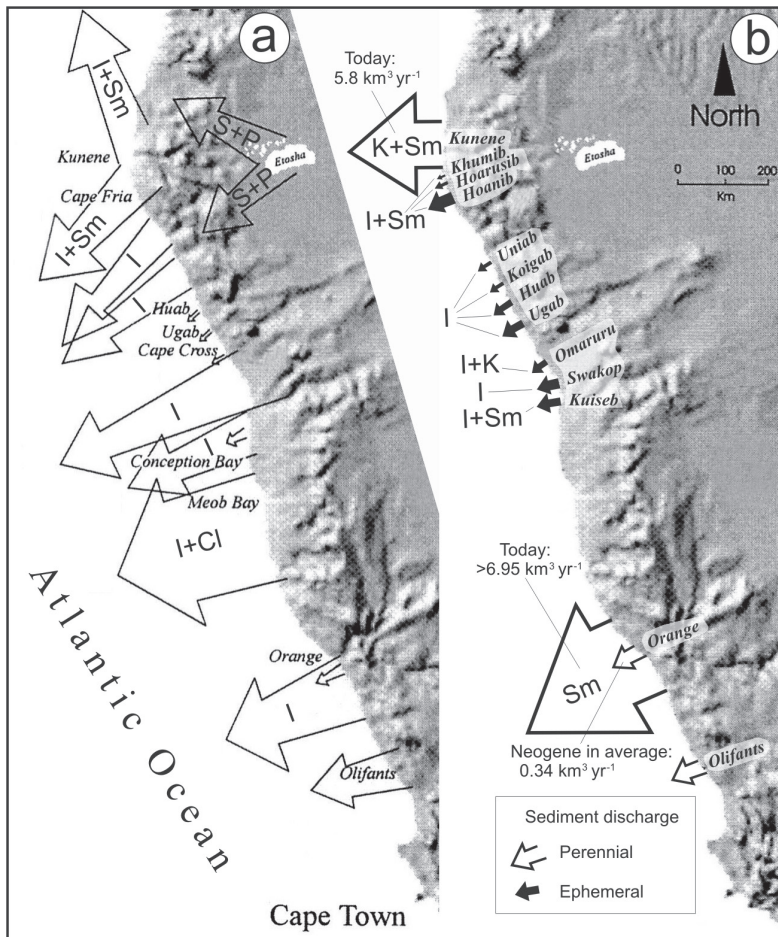 a
I+Sm
S+P
Etosha
S+P
Kunene
Cape Fria
I+Sm
I
I
Huab
Ugab
Cape Cross
I
I
Conception Bay
Meob Bay
I+Cl
Atlantic Ocean
Orange
I
Olifants
Cape Town
b
Today:
5.8 km³ yr⁻¹
North
K+Sm
Kunene
Khumib
Hoarusib
Hoanib
Etosha
0 100 200
Km
I+Sm
Uniab
Koigab
Huab
Ugab
I
Omaruru
I+K
Swakop
I
Kuiseb
I+Sm
Today:
>6.95 km³ yr⁻¹
Orange
Sm
Neogene in average:
0.34 km³ yr⁻¹
Olifants
Sediment discharge
Perennial
Ephemeral